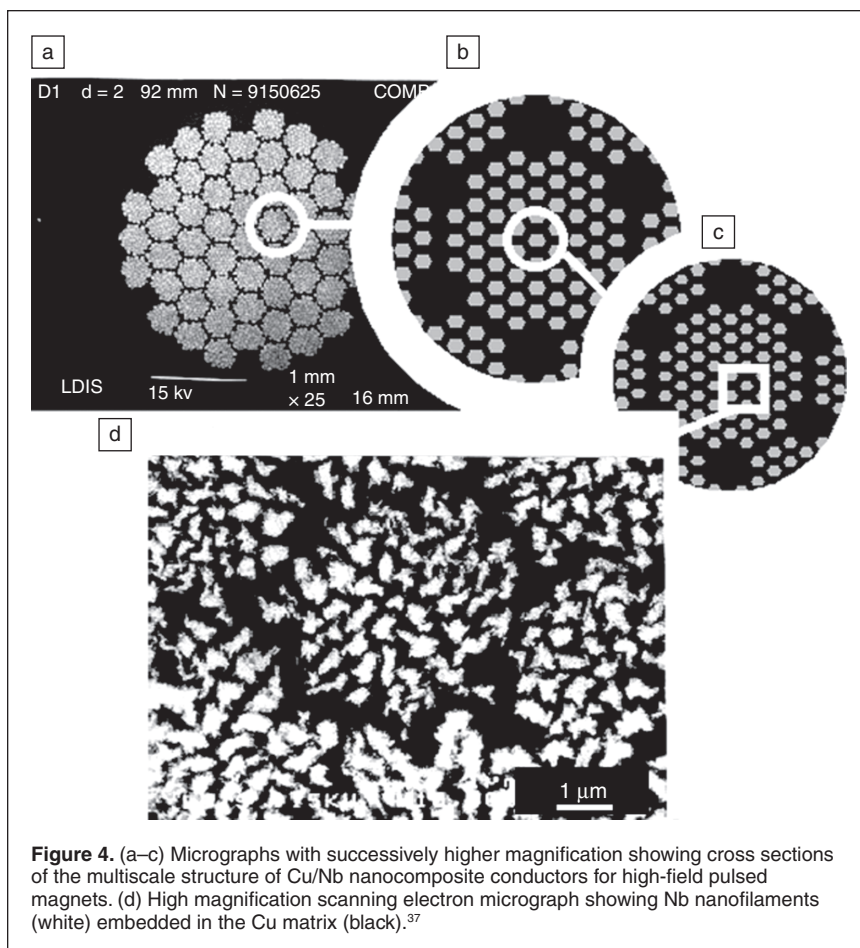 a
b
D1 d = 2 92 mm N = 9150625 COMP
c
LDIS
15 kv
1 mm
× 25
16 mm
d
1 μm
Figure 4. (a–c) Micrographs with successively higher magnification showing cross sections
of the multiscale structure of Cu/Nb nanocomposite conductors for high-field pulsed
magnets. (d) High magnification scanning electron micrograph showing Nb nanofilaments
(white) embedded in the Cu matrix (black).37